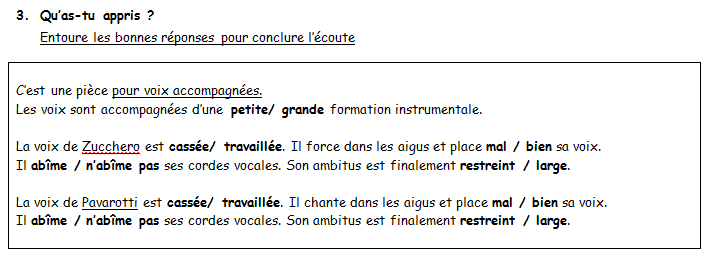 3. Qu’as-tu appris ?
Entoure les bonnes réponses pour conclure l’écoute
C’est une pièce pour voix accompagnées.
Les voix sont accompagnées d’une petite/ grande formation instrumentale.
La voix de Zucchero est cassée/ travaillée. Il force dans les aigus et place mal / bien sa voix.
Il abîme / n’abîme pas ses cordes vocales. Son ambitus est finalement restreint / large.
La voix de Pavarotti est cassée/ travaillée. Il chante dans les aigus et place mal / bien sa voix.
Il abîme / n’abîme pas ses cordes vocales. Son ambitus est finalement restreint / large.